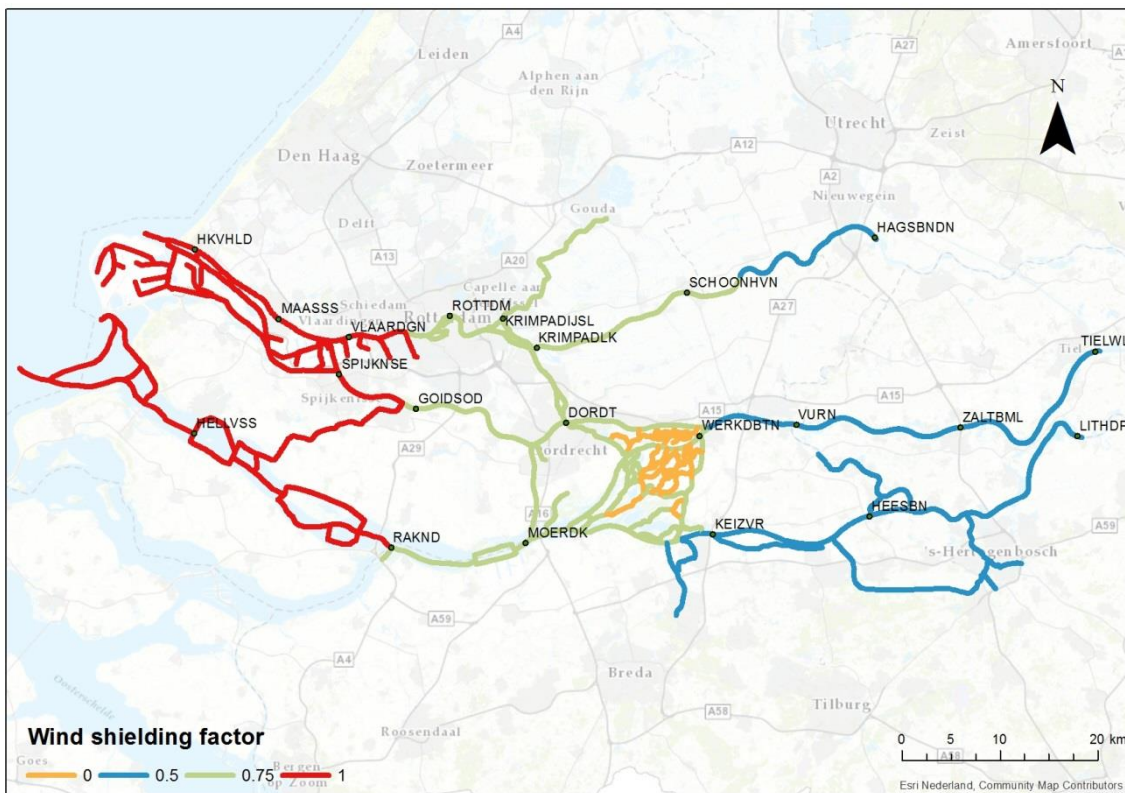 A4
Leiden
Alphen aan
den Rijn
A27
Amersfoort
N
Utrecht
Zeist
Den Haag
Zoetermeer
A12
A2
Nieuwegein
Gouda
Delft
HKVHLD
A13
A20
HAGSBNDN
Capelle aan
SCHOONHVN
A27
MAASSS
Schiedam
ROTTDM
Vlaardingen
VLAARDGN
KRIMPADIJSL
KRIMPADLK
TIELWL
Tiel
SPIJKNSE
A15
GOIDSOD
DORDT
A15
VURN
ZALTBML
LITHDP
HELLVSS
A29
WERKDBTN
HEESBN
A16
KEIZVR
A59
RAKND
MOERDK
's-Hertogenbosch
A59
A4
Breda
Oosterschelde
A58
Tilburg
Roosendaal
Wind shielding factor
Goes
Bergen
op Zoom
0 0.5 0.75 1
0 5 10 20 km
Esri Nederland, Community Map Contributors